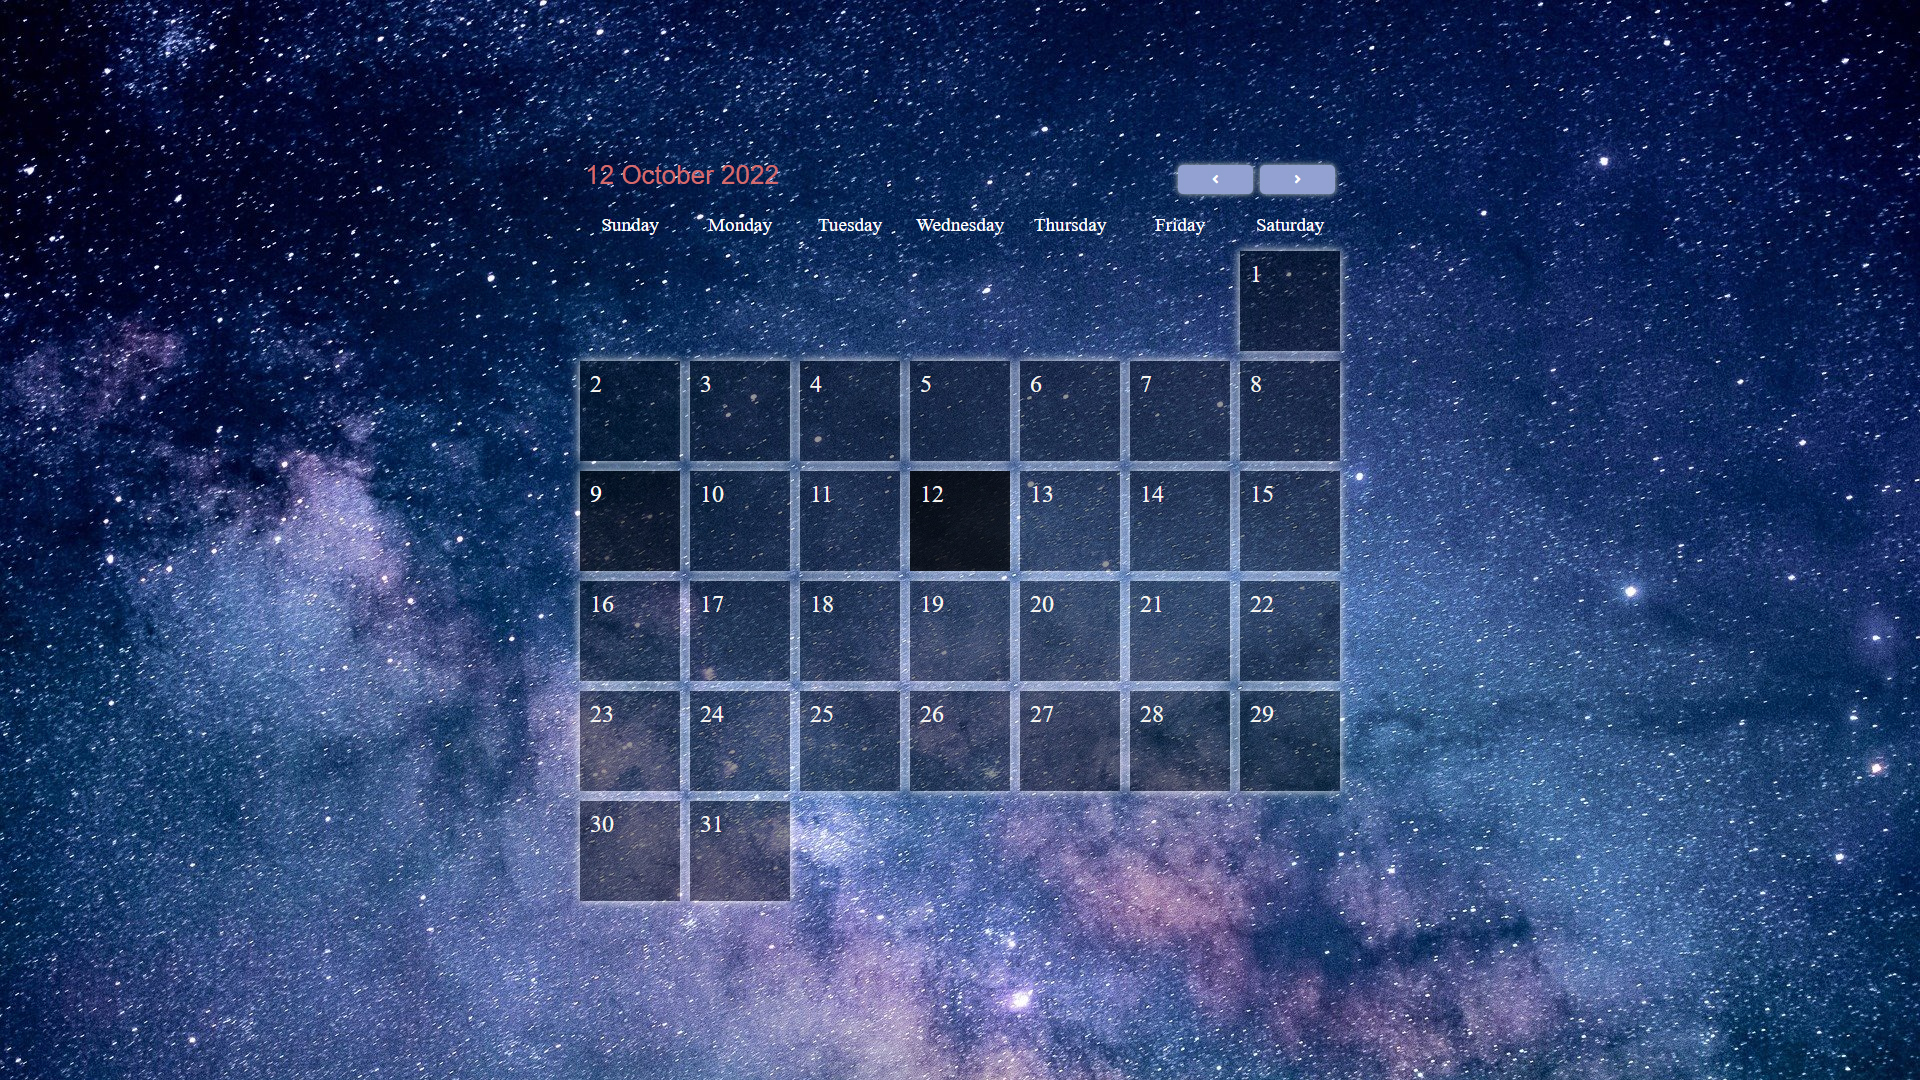 12 October 2022
Sunday Monday Tuesday Wednesday Thursday Friday Saturday
1
2 3 4 5 6 7 8
9 10 11 12 13 14 15
16 17 18 19 20 21 22
23 24 25 26 27 28 29
30 31